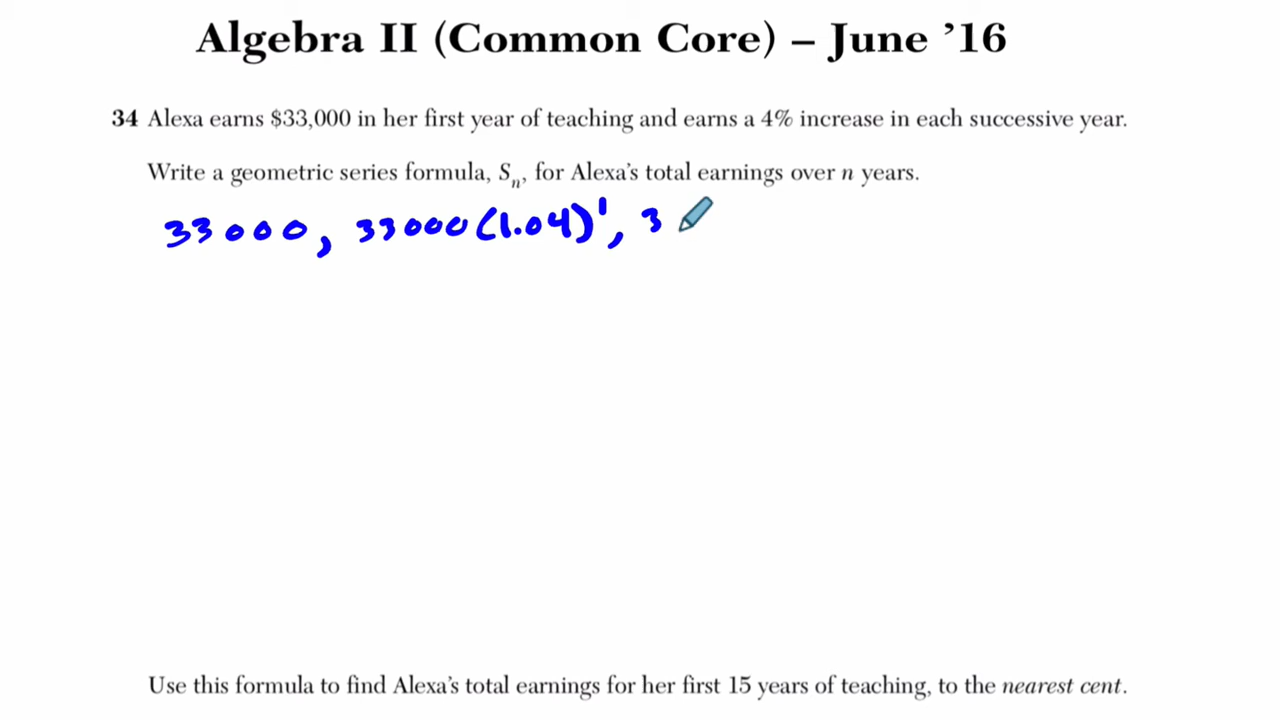 Algebra II (Common Core) – June ’16
34 Alexa earns $33,000 in her first year of teaching and earns a 4% increase in each successive year.
Write a geometric series formula, Sₙ, for Alexa’s total earnings over n years.
33000, 33000(1.04)¹, 3
Use this formula to find Alexa’s total earnings for her first 15 years of teaching, to the nearest cent.